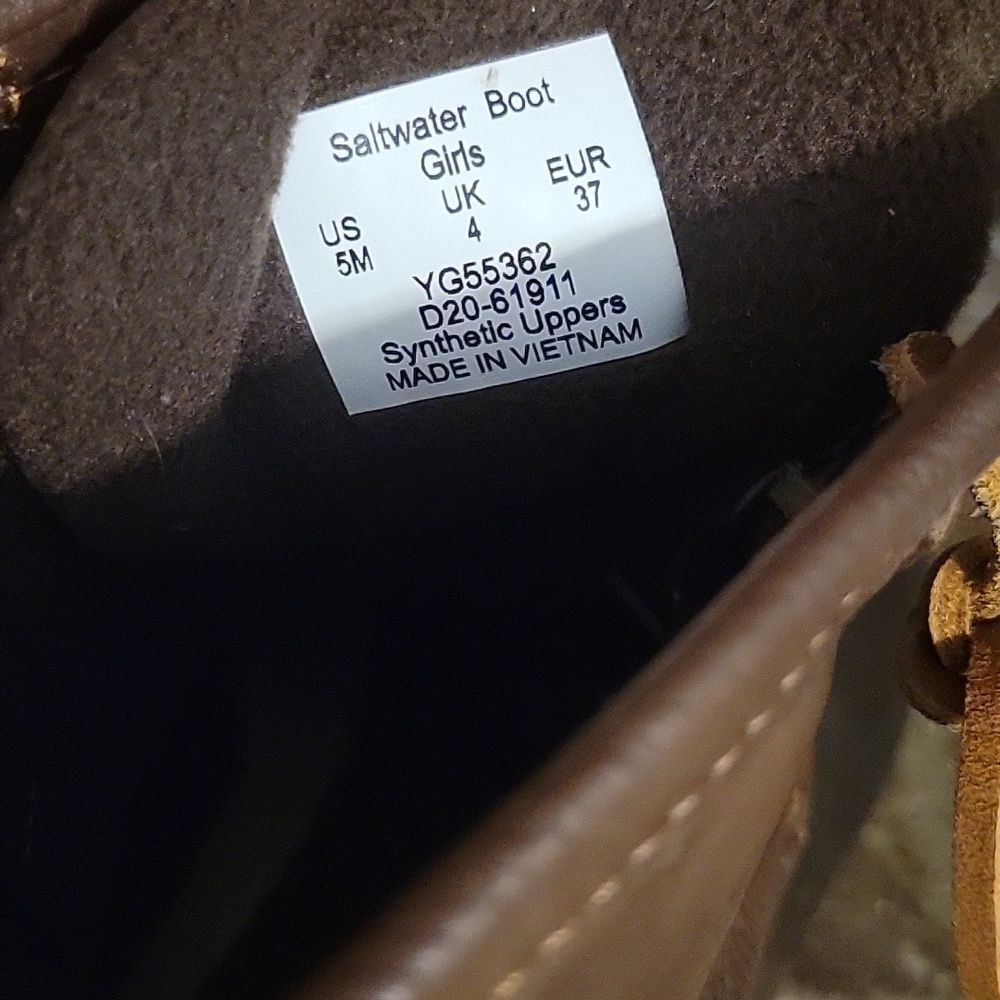 Saltwater Boot
Girls
US UK EUR
5M 4 37
YG55362
D20-61911
Synthetic Uppers
MADE IN VIETNAM